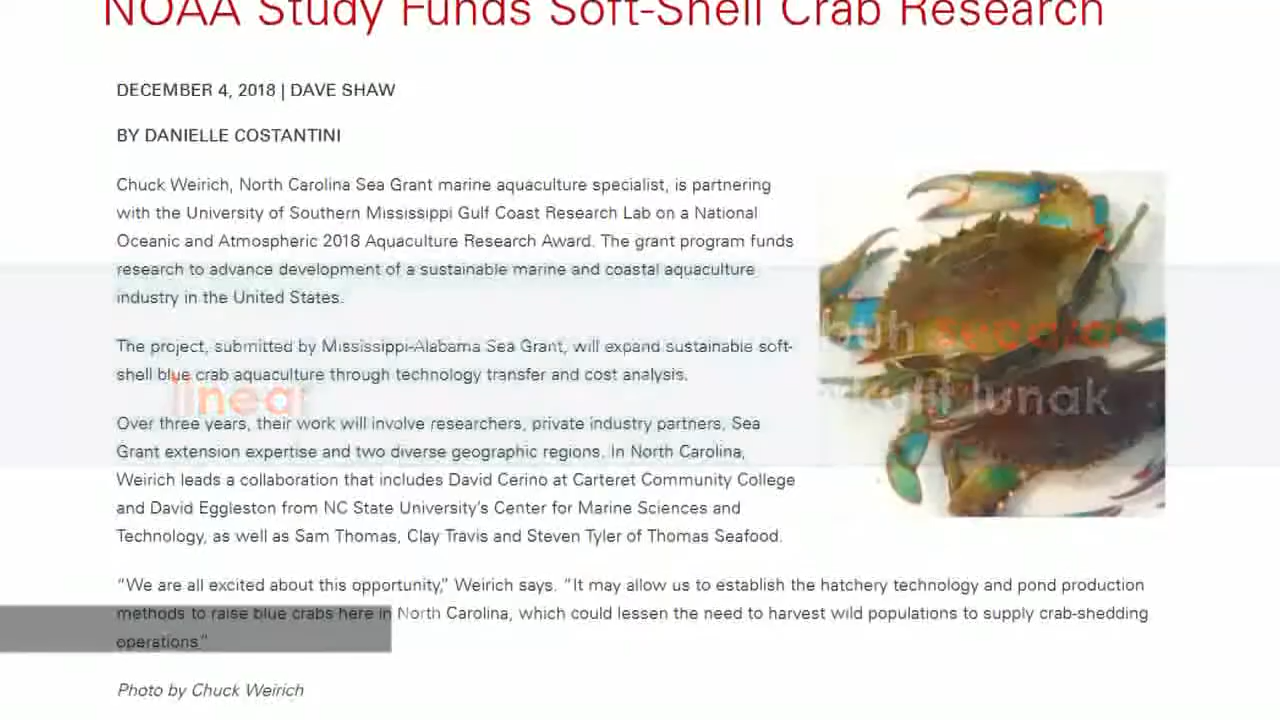 NOAA Study Funds Soft-Shell Crab Research
DECEMBER 4, 2018 | DAVE SHAW
BY DANIELLE COSTANTINI
Chuck Weirich, North Carolina Sea Grant marine aquaculture specialist, is partnering
with the University of Southern Mississippi Gulf Coast Research Lab on a National
Oceanic and Atmospheric 2018 Aquaculture Research Award. The grant program funds
research to advance development of a sustainable marine and coastal aquaculture
industry in the United States.
The project, submitted by Mississippi-Alabama Sea Grant, will expand sustainable soft-
shell blue crab aquaculture through technology transfer and cost analysis.
Over three years, their work will involve researchers, private industry partners, Sea
Grant extension expertise and two diverse geographic regions. In North Carolina,
Weirich leads a collaboration that includes David Cerino at Carteret Community College
and David Eggleston from NC State University's Center for Marine Sciences and
Technology, as well as Sam Thomas, Clay Travis and Steven Tyler of Thomas Seafood.
"We are all excited about this opportunity," Weirich says. "It may allow us to establish the hatchery technology and pond production
methods to raise blue crabs here in North Carolina, which could lessen the need to harvest wild populations to supply crab-shedding
operations"
Photo by Chuck Weirich
buh secara
linear
lunak